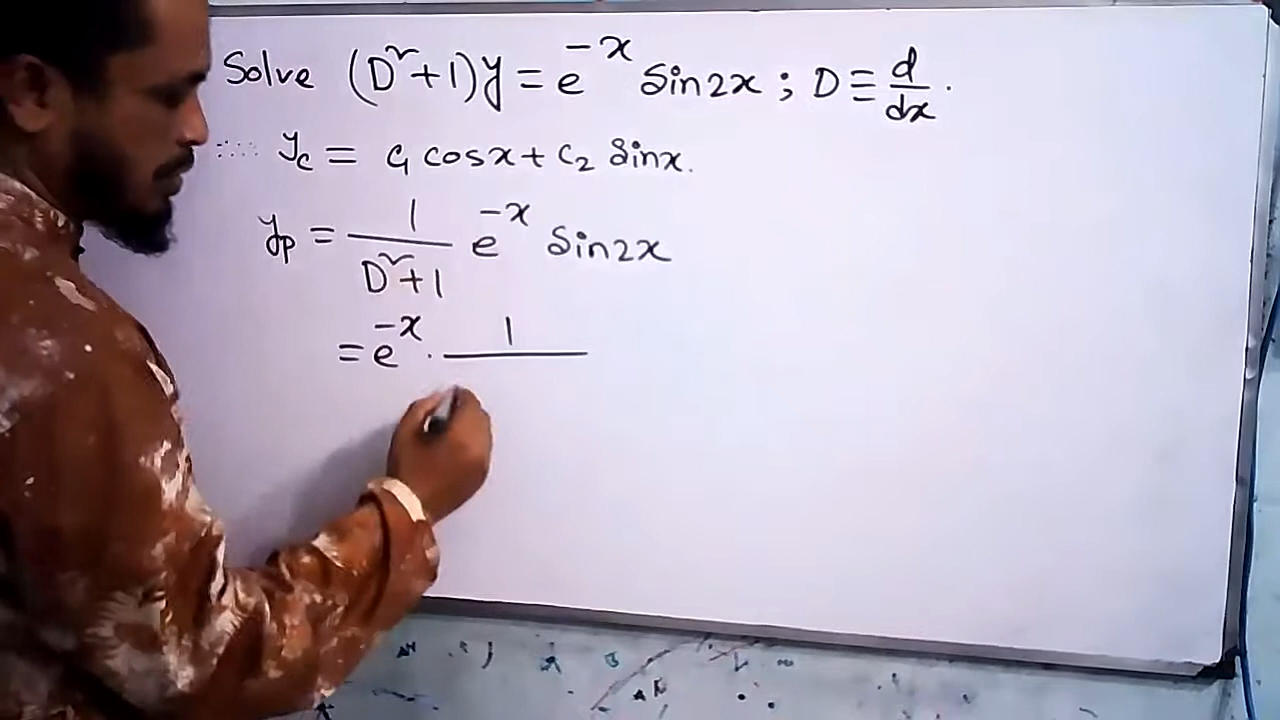 Solve (D²+1)y = e^{-x} Sin2x ; D ≡ d/dx .
∴ y_c = c₁ cosx + c₂ Sinx.
y_p = 1/(D²+1) e^{-x} Sin2x
= e^{-x} . 1/